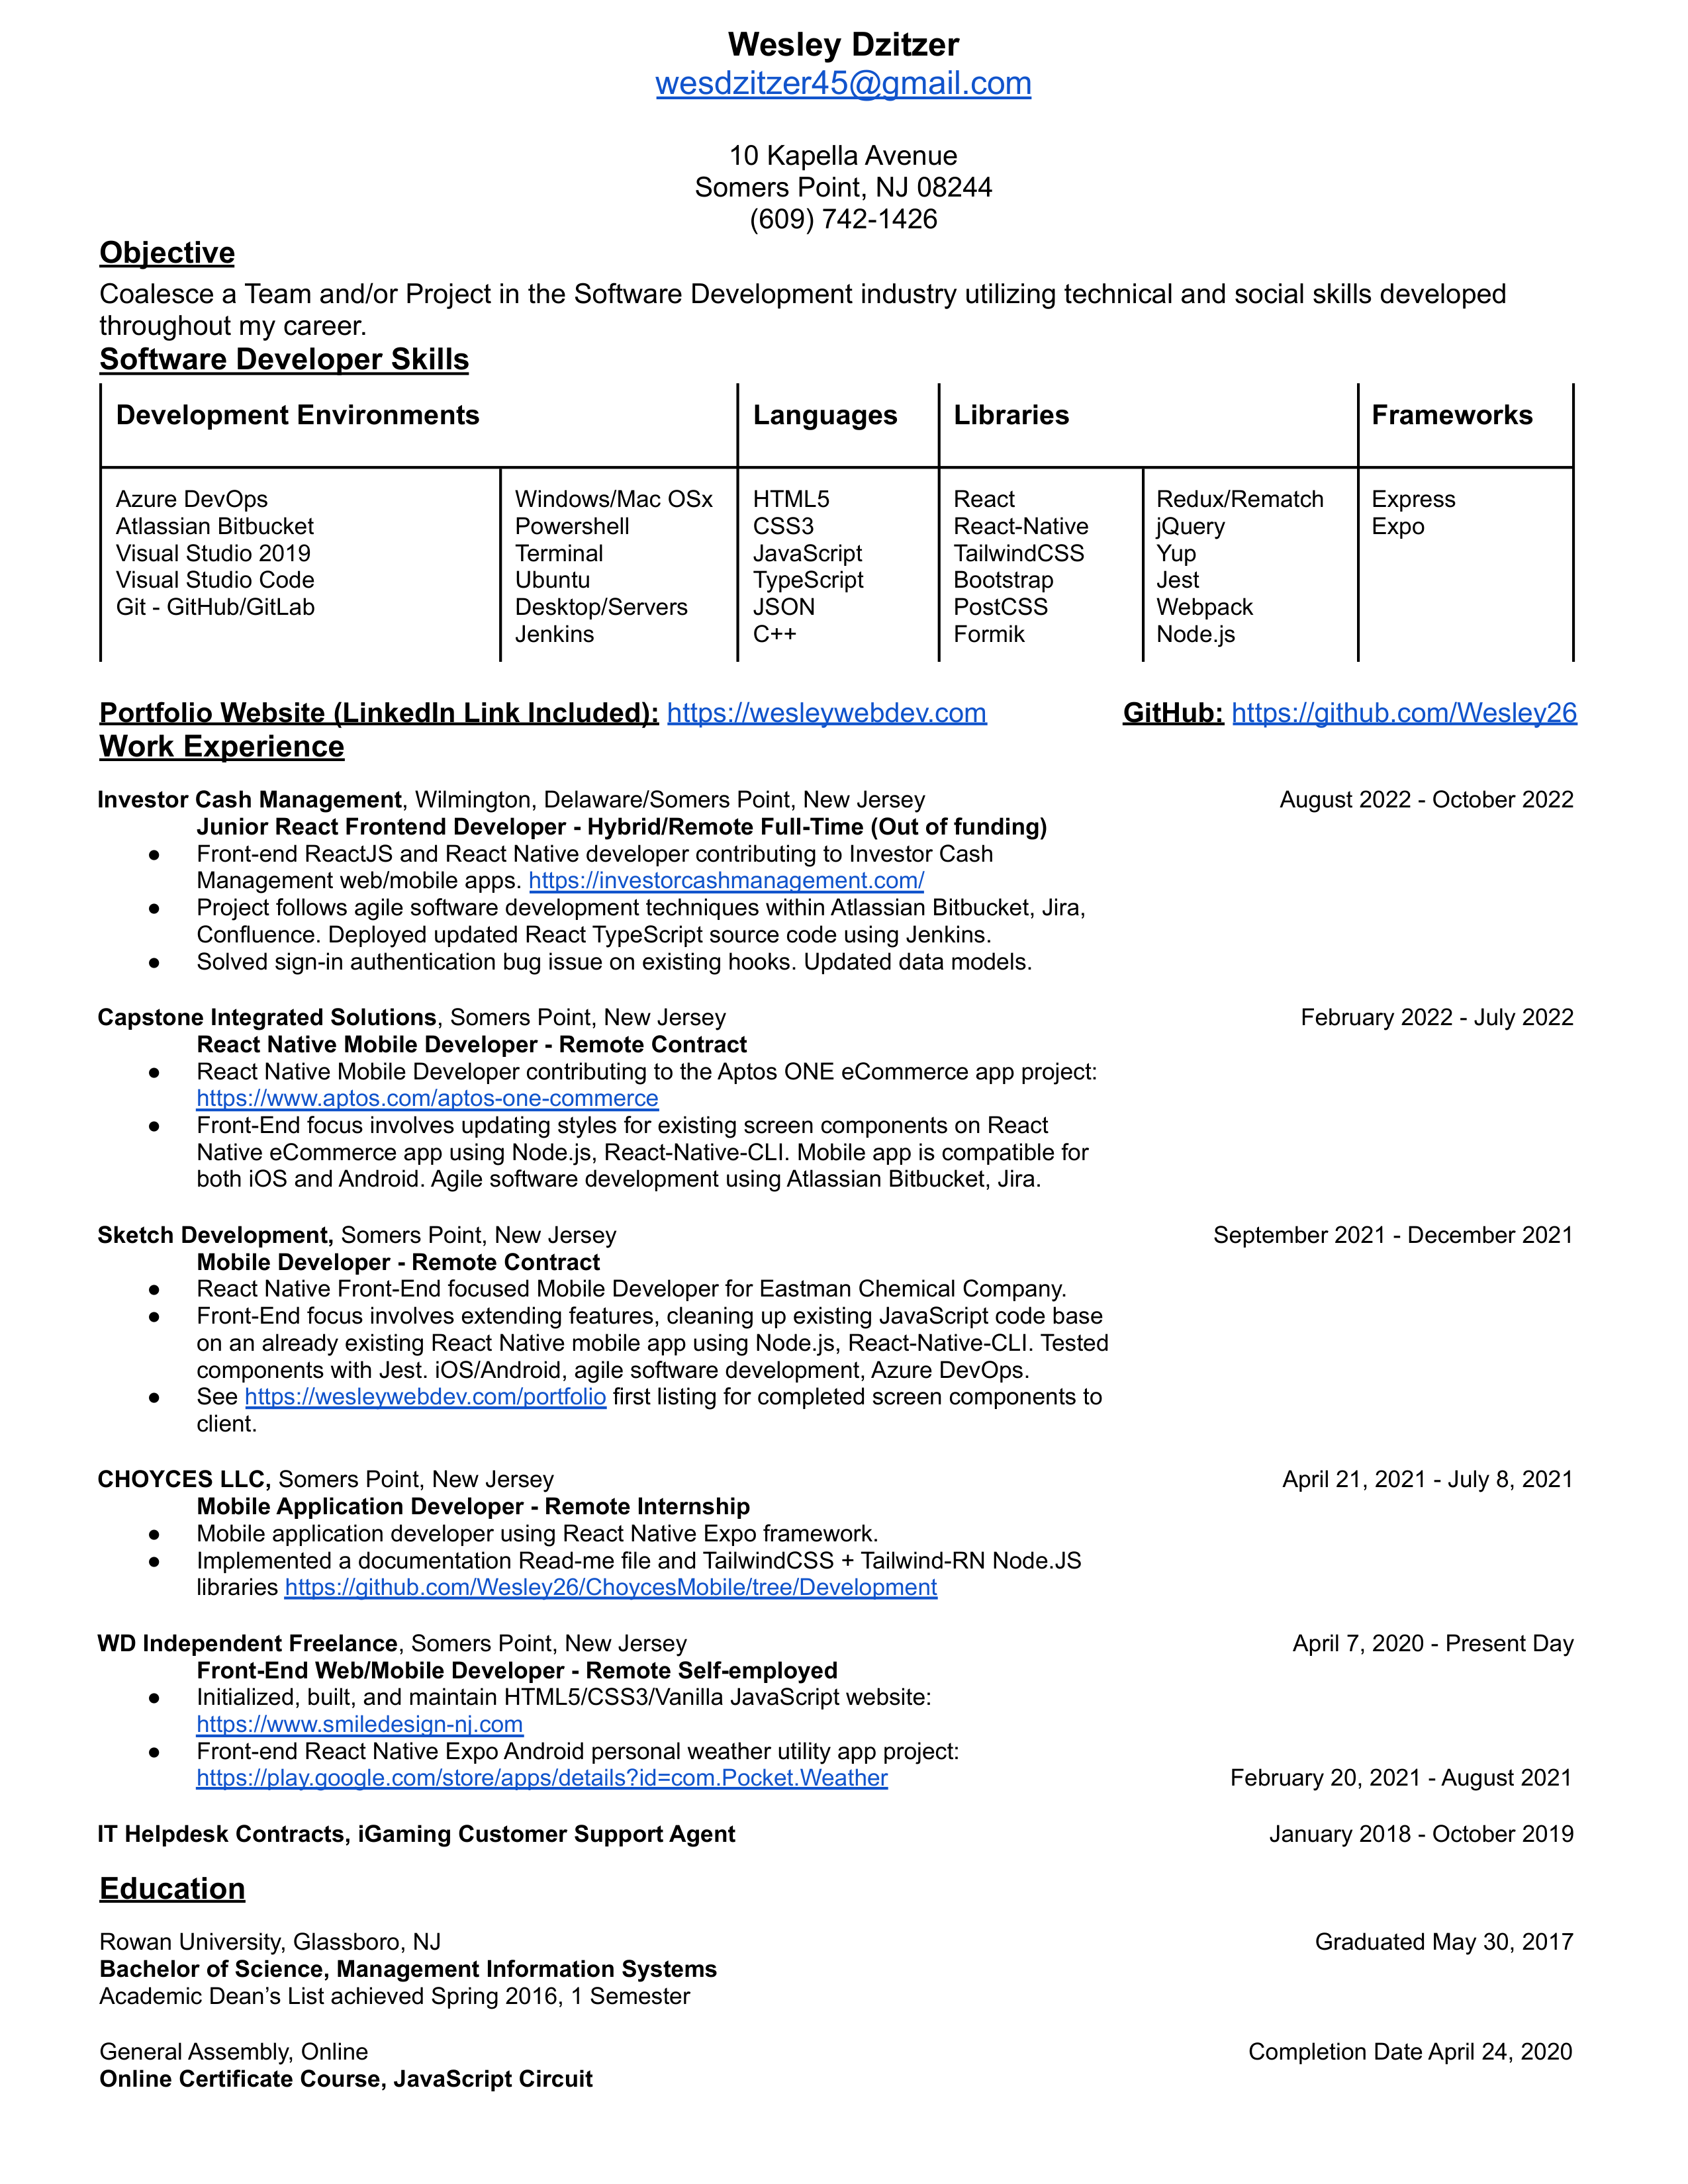 Wesley Dzitzer
wesdzitzer45@gmail.com
10 Kapella Avenue
Somers Point, NJ 08244
(609) 742-1426
Objective
Coalesce a Team and/or Project in the Software Development industry utilizing technical and social skills developed
throughout my career.
Software Developer Skills
Development Environments
Azure DevOps
Atlassian Bitbucket
Visual Studio 2019
Visual Studio Code
Git - GitHub/GitLab
Windows/Mac OSx
Powershell
Terminal
Ubuntu
Desktop/Servers
Jenkins
Languages
HTML5
CSS3
JavaScript
TypeScript
JSON
C++
Libraries
React
React-Native
TailwindCSS
Bootstrap
PostCSS
Formik
Redux/Rematch
jQuery
Yup
Jest
Webpack
Node.js
Frameworks
Express
Expo
Portfolio Website (LinkedIn Link Included): https://wesleywebdev.com GitHub: https://github.com/Wesley26
Work Experience
Investor Cash Management, Wilmington, Delaware/Somers Point, New Jersey August 2022 - October 2022
Junior React Frontend Developer - Hybrid/Remote Full-Time (Out of funding)
● Front-end ReactJS and React Native developer contributing to Investor Cash
Management web/mobile apps. https://investorcashmanagement.com/
● Project follows agile software development techniques within Atlassian Bitbucket, Jira,
Confluence. Deployed updated React TypeScript source code using Jenkins.
● Solved sign-in authentication bug issue on existing hooks. Updated data models.
Capstone Integrated Solutions, Somers Point, New Jersey February 2022 - July 2022
React Native Mobile Developer - Remote Contract
● React Native Mobile Developer contributing to the Aptos ONE eCommerce app project:
https://www.aptos.com/aptos-one-commerce
● Front-End focus involves updating styles for existing screen components on React
Native eCommerce app using Node.js, React-Native-CLI. Mobile app is compatible for
both iOS and Android. Agile software development using Atlassian Bitbucket, Jira.
Sketch Development, Somers Point, New Jersey September 2021 - December 2021
Mobile Developer - Remote Contract
● React Native Front-End focused Mobile Developer for Eastman Chemical Company.
● Front-End focus involves extending features, cleaning up existing JavaScript code base
on an already existing React Native mobile app using Node.js, React-Native-CLI. Tested
components with Jest. iOS/Android, agile software development, Azure DevOps.
● See https://wesleywebdev.com/portfolio first listing for completed screen components to
client.
CHOYCES LLC, Somers Point, New Jersey April 21, 2021 - July 8, 2021
Mobile Application Developer - Remote Internship
● Mobile application developer using React Native Expo framework.
● Implemented a documentation Read-me file and TailwindCSS + Tailwind-RN Node.JS
libraries https://github.com/Wesley26/ChoycesMobile/tree/Development
WD Independent Freelance, Somers Point, New Jersey April 7, 2020 - Present Day
Front-End Web/Mobile Developer - Remote Self-employed
● Initialized, built, and maintain HTML5/CSS3/Vanilla JavaScript website:
https://www.smiledesign-nj.com
● Front-end React Native Expo Android personal weather utility app project:
https://play.google.com/store/apps/details?id=com.Pocket.Weather February 20, 2021 - August 2021
IT Helpdesk Contracts, iGaming Customer Support Agent January 2018 - October 2019
Education
Rowan University, Glassboro, NJ Graduated May 30, 2017
Bachelor of Science, Management Information Systems
Academic Dean’s List achieved Spring 2016, 1 Semester
General Assembly, Online Completion Date April 24, 2020
Online Certificate Course, JavaScript Circuit